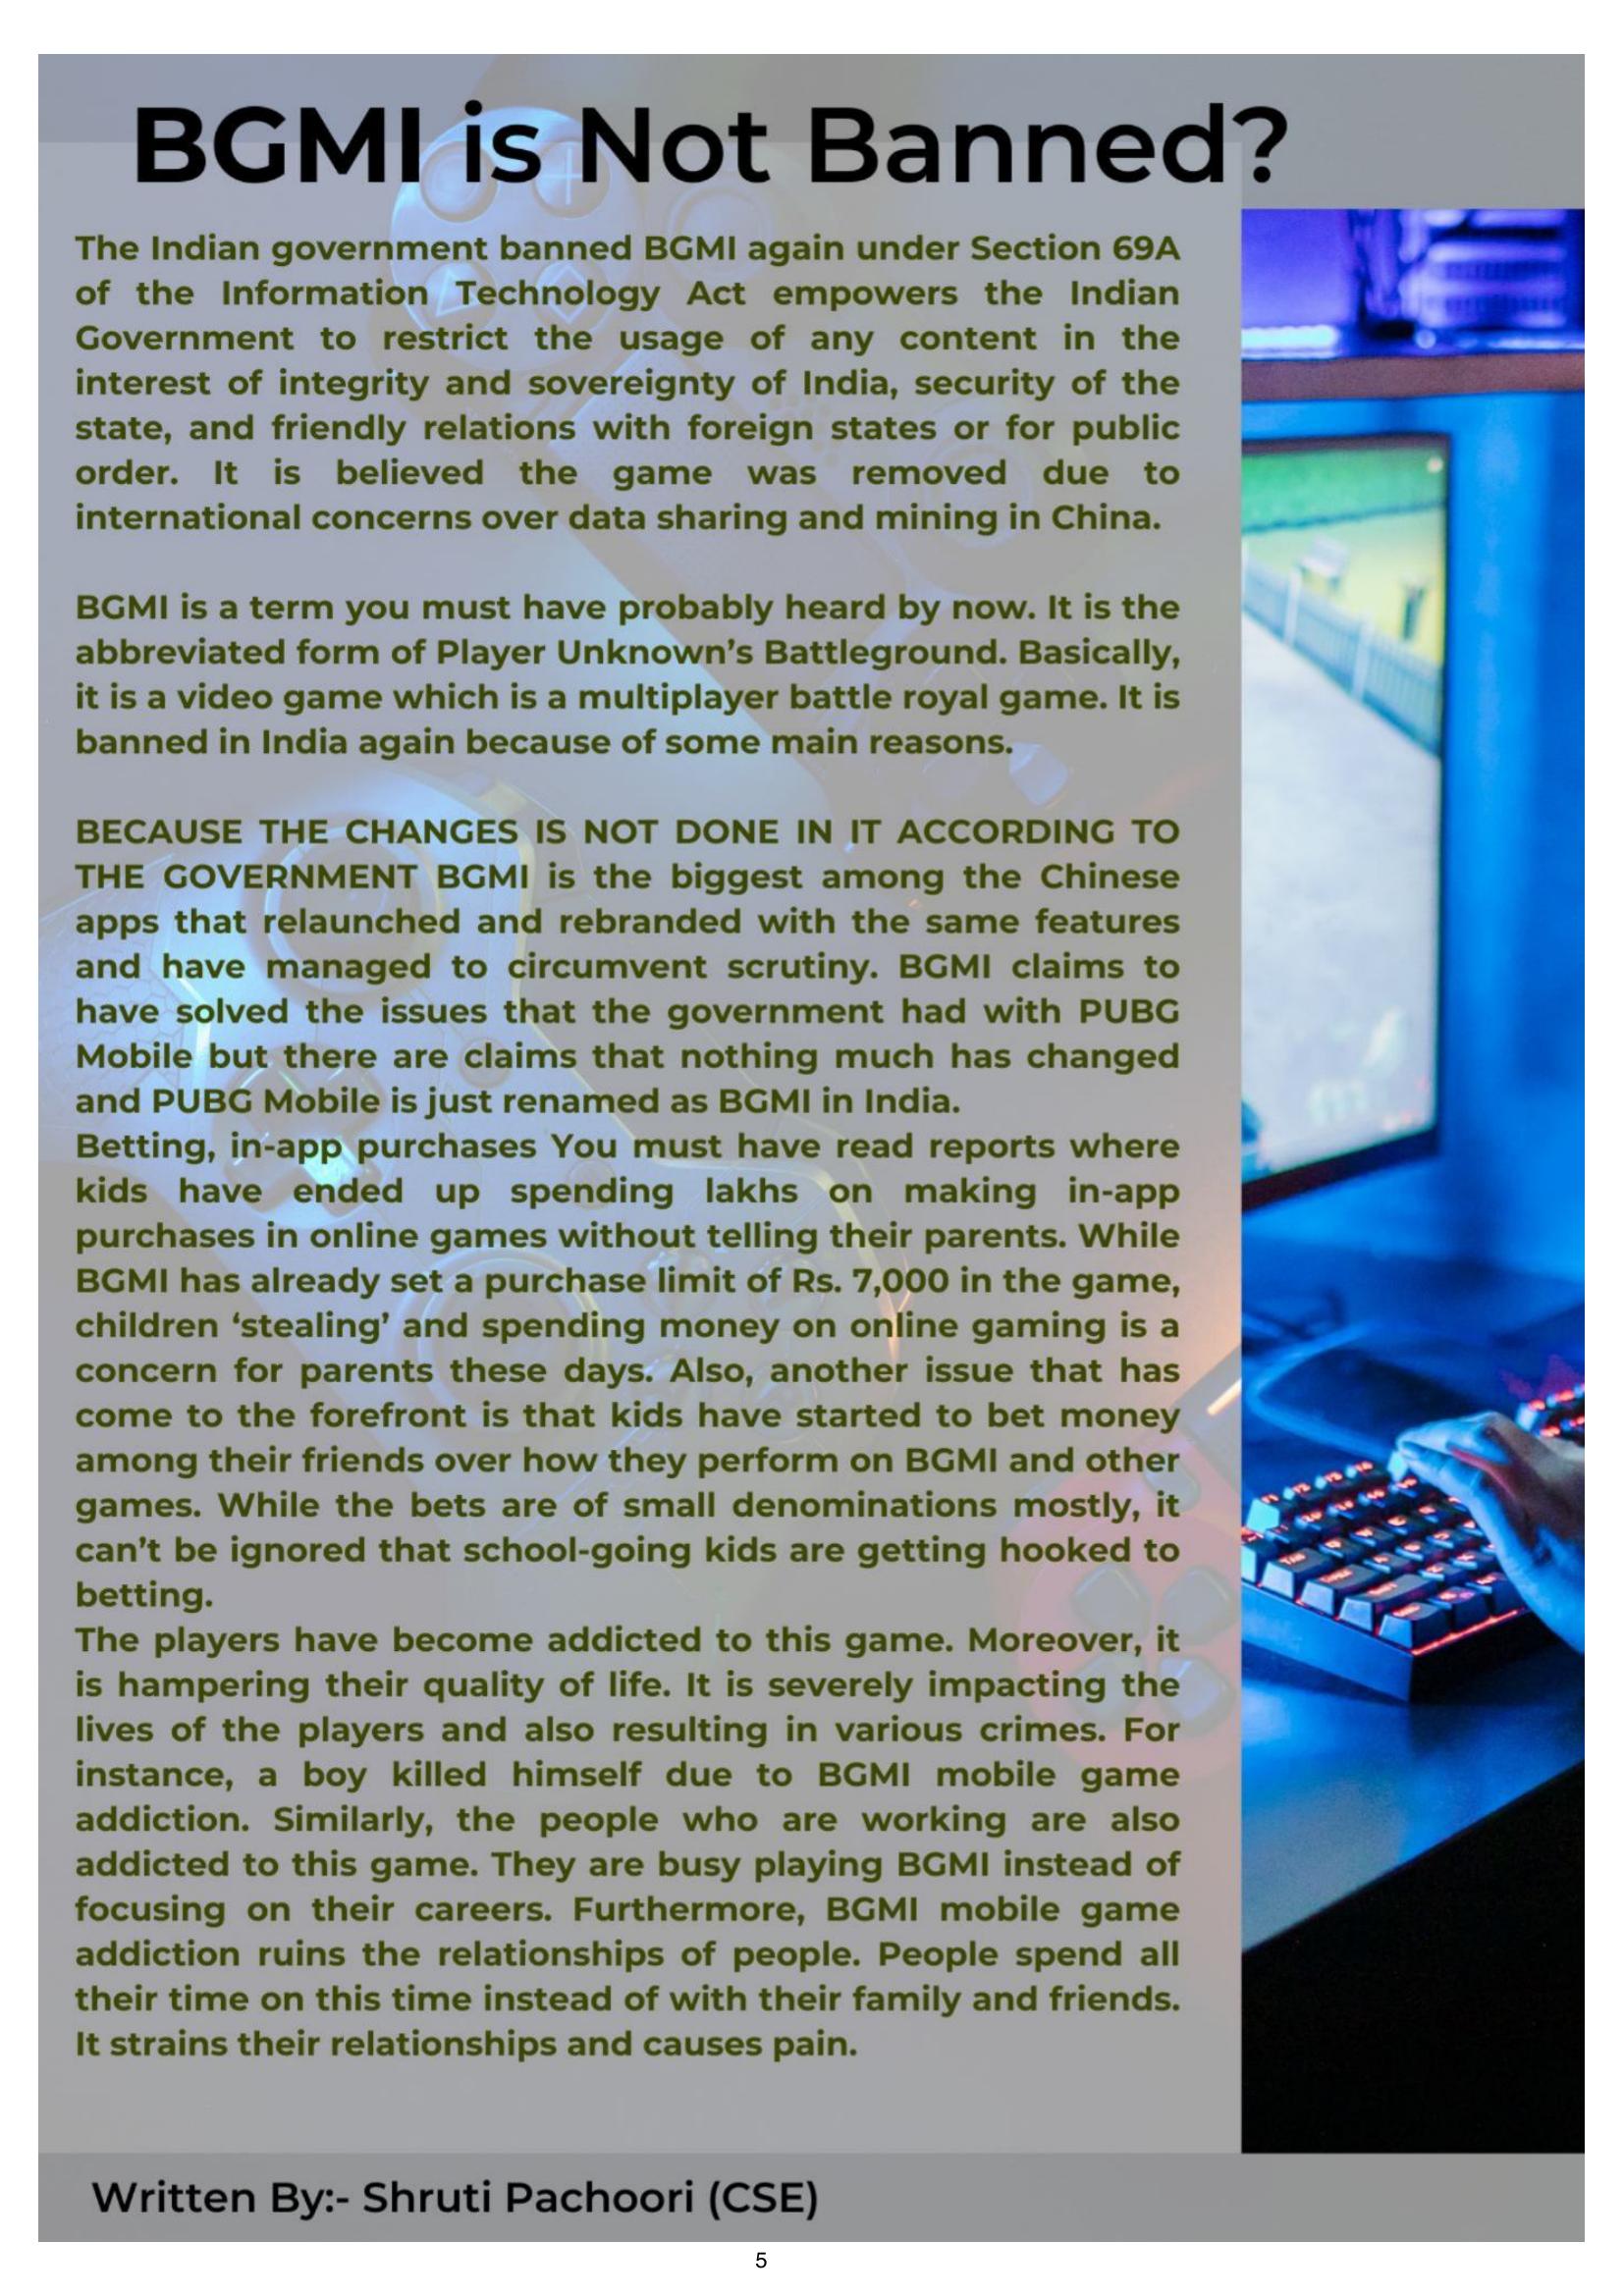 BGMI is Not Banned?
The Indian government banned BGMI again under Section 69A
of the Information Technology Act empowers the Indian
Government to restrict the usage of any content in the
interest of integrity and sovereignty of India, security of the
state, and friendly relations with foreign states or for public
order. It is believed the game was removed due to
international concerns over data sharing and mining in China.
BGMI is a term you must have probably heard by now. It is the
abbreviated form of Player Unknown’s Battleground. Basically,
it is a video game which is a multiplayer battle royal game. It is
banned in India again because of some main reasons.
BECAUSE THE CHANGES IS NOT DONE IN IT ACCORDING TO
THE GOVERNMENT BGMI is the biggest among the Chinese
apps that relaunched and rebranded with the same features
and have managed to circumvent scrutiny. BGMI claims to
have solved the issues that the government had with PUBG
Mobile but there are claims that nothing much has changed
and PUBG Mobile is just renamed as BGMI in India.
Betting, in-app purchases You must have read reports where
kids have ended up spending lakhs on making in-app
purchases in online games without telling their parents. While
BGMI has already set a purchase limit of Rs. 7,000 in the game,
children ‘stealing’ and spending money on online gaming is a
concern for parents these days. Also, another issue that has
come to the forefront is that kids have started to bet money
among their friends over how they perform on BGMI and other
games. While the bets are of small denominations mostly, it
can’t be ignored that school-going kids are getting hooked to
betting.
The players have become addicted to this game. Moreover, it
is hampering their quality of life. It is severely impacting the
lives of the players and also resulting in various crimes. For
instance, a boy killed himself due to BGMI mobile game
addiction. Similarly, the people who are working are also
addicted to this game. They are busy playing BGMI instead of
focusing on their careers. Furthermore, BGMI mobile game
addiction ruins the relationships of people. People spend all
their time on this time instead of with their family and friends.
It strains their relationships and causes pain.
Written By:- Shruti Pachoori (CSE)
5